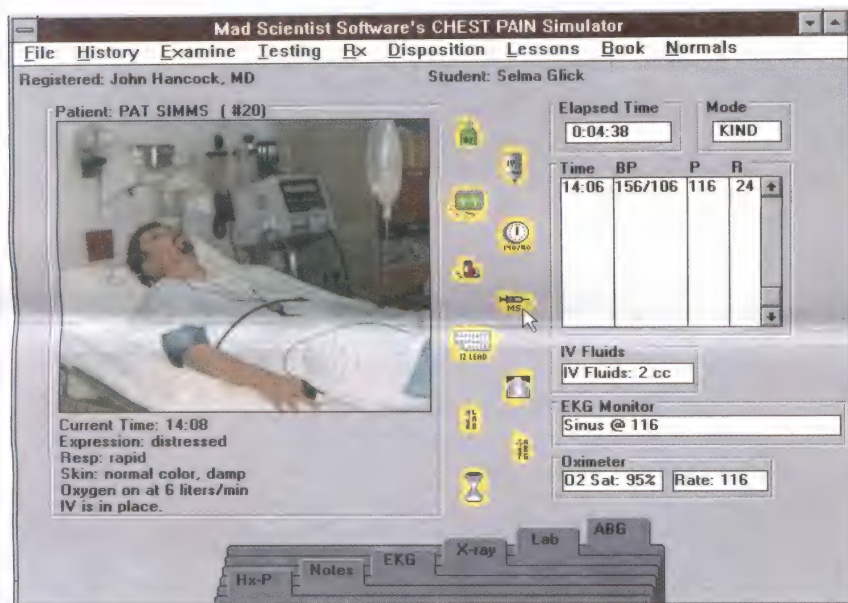 Mad Scientist Software's CHEST PAIN Simulator
File History Examine Testing Rx Disposition Lessons Book Normals
Registered: John Hancock, MD Student: Selma Glick
Patient: PAT SIMMS ( #20)
Elapsed Time
0:04:38
Mode
KIND
Time BP P R
14:06 156/106 116 24
140/90
MS
12 LEAD
IV Fluids
IV Fluids: 2 cc
EKG Monitor
Sinus @ 116
Oximeter
O2 Sat: 95% Rate: 116
Current Time: 14:08
Expression: distressed
Resp: rapid
Skin: normal color, damp
Oxygen on at 6 liters/min
IV is in place.
Hx-P Notes EKG X-ray Lab ABG